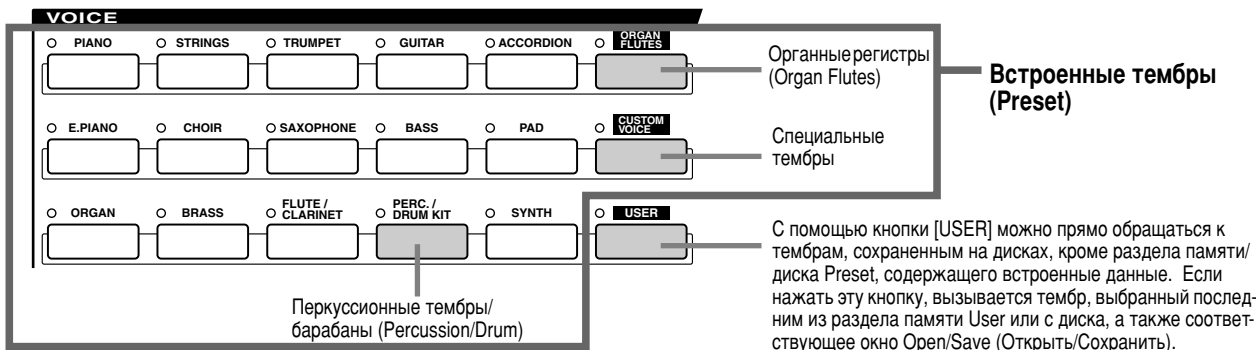 VOICE
PIANO STRINGS TRUMPET GUITAR ACCORDION ORGAN FLUTES
Органные регистры
(Organ Flutes)
Встроенные тембры
(Preset)
E.PIANO CHOIR SAXOPHONE BASS PAD CUSTOM VOICE
Специальные
тембры
ORGAN BRASS FLUTE / CLARINET PERC. / DRUM KIT SYNTH USER
Перкуссионные тембры/
барабаны (Percussion/Drum)
С помощью кнопки [USER] можно прямо обращаться к
тембрам, сохраненным на дисках, кроме раздела памяти/
диска Preset, содержащего встроенные данные. Если
нажать эту кнопку, вызывается тембр, выбранный послед-
ним из раздела памяти User или с диска, а также соответ-
ствующее окно Open/Save (Открыть/Сохранить).